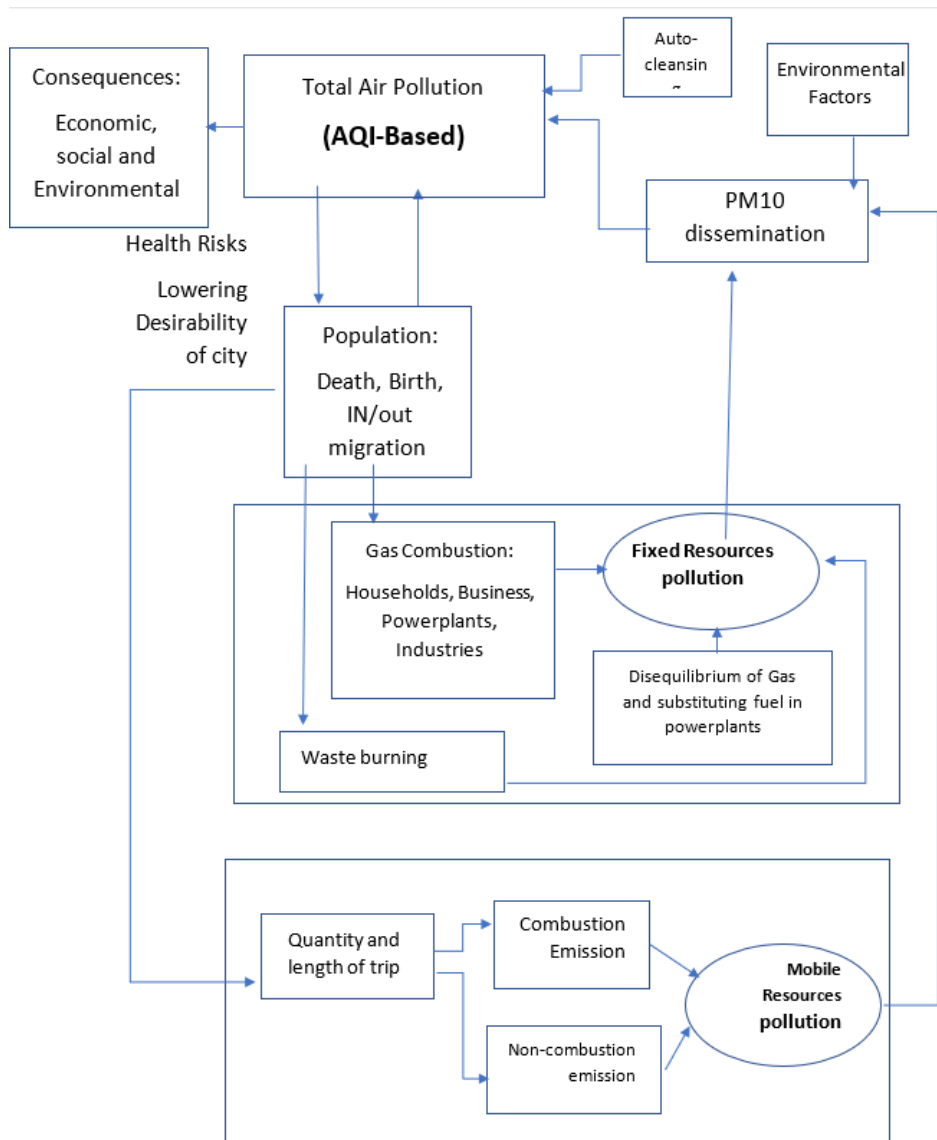 Consequences:
Economic,
social and
Environmental
Total Air Pollution
(AQI-Based)
Auto-
cleansin
Environmental
Factors
PM10
dissemination
Health Risks
Lowering
Desirability
of city
Population:
Death, Birth,
IN/out
migration
Gas Combustion:
Households, Business,
Powerplants,
Industries
Fixed Resources
pollution
Disequilibrium of Gas
and substituting fuel in
powerplants
Waste burning
Quantity and
length of trip
Combustion
Emission
Non-combustion
emission
Mobile
Resources
pollution